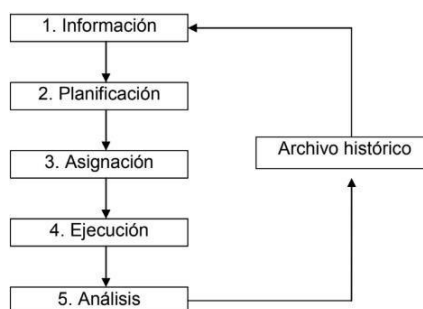 1. Información
2. Planificación
3. Asignación
Archivo histórico
4. Ejecución
5. Análisis